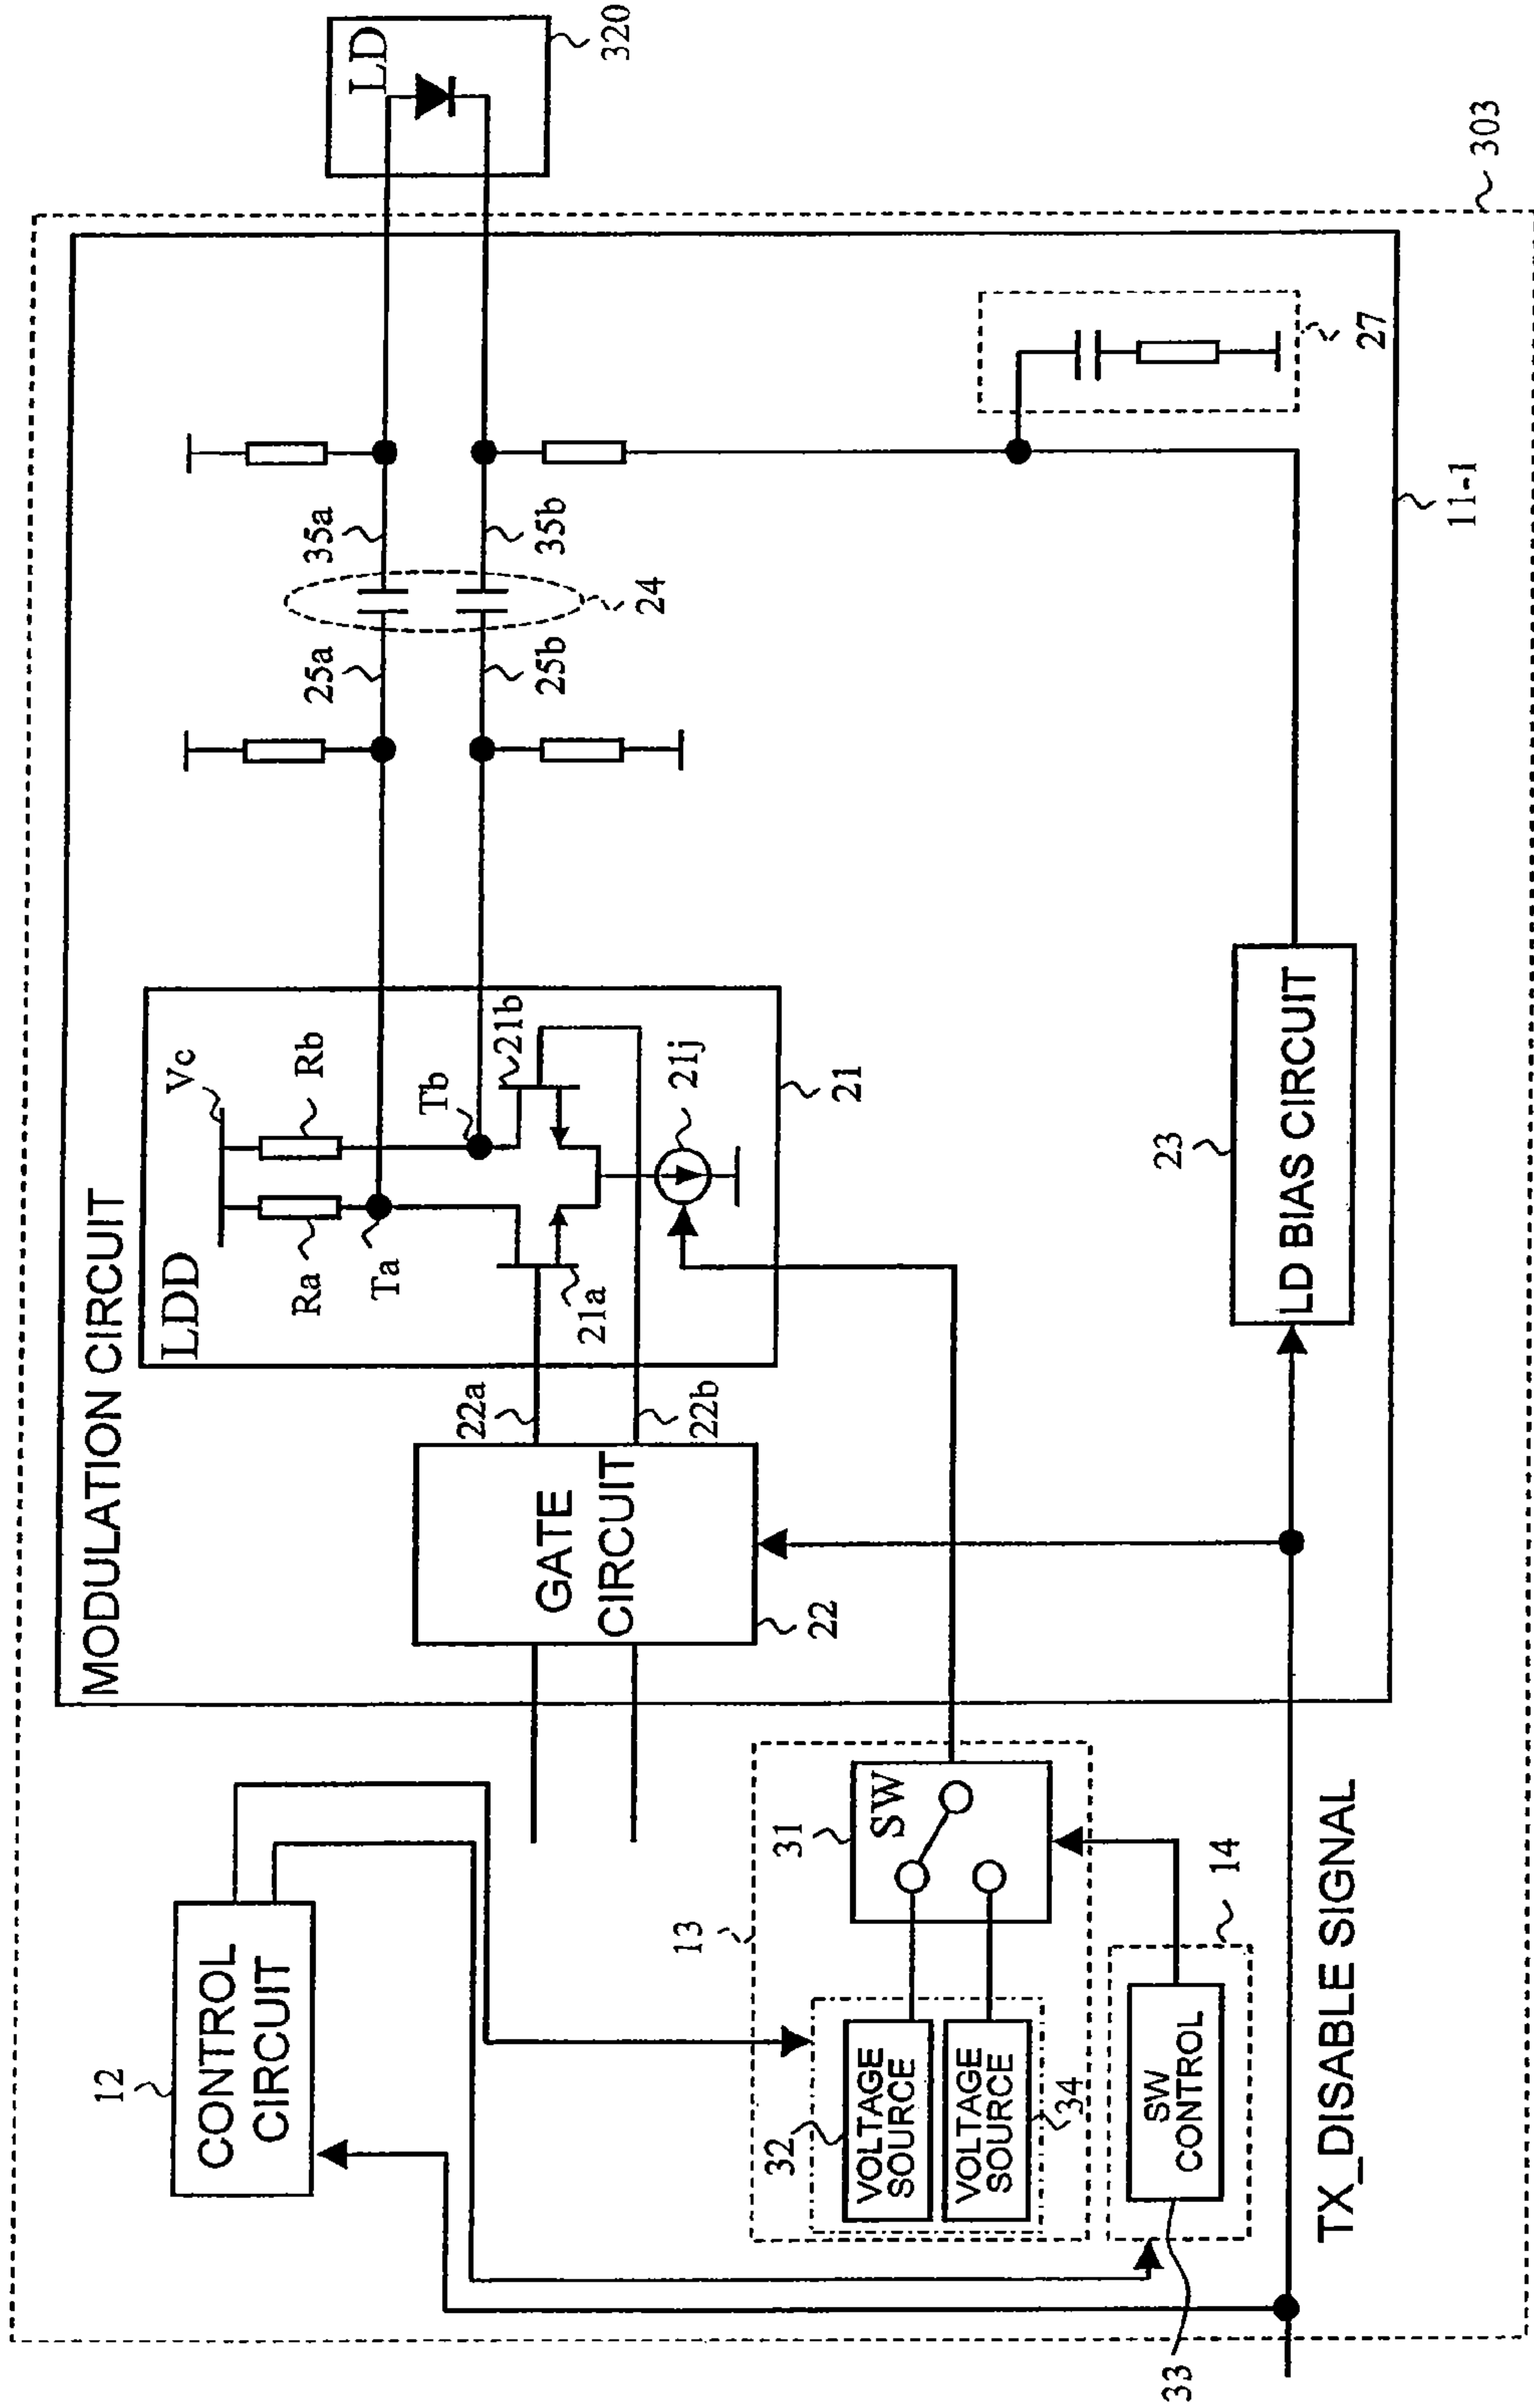 MODULATION CIRCUIT
LDD
Vc
Ra
Rb
Ta
Tb
21a
21b
21j
21
25a
25b
24
35a
35b
LD
320
12
CONTROL
CIRCUIT
GATE
CIRCUIT
22
22a
22b
13
31
SW
32
VOLTAGE
SOURCE
VOLTAGE
SOURCE
34
14
SW
CONTROL
33
TX_DISABLE SIGNAL
23
LD BIAS CIRCUIT
27
11-1
303